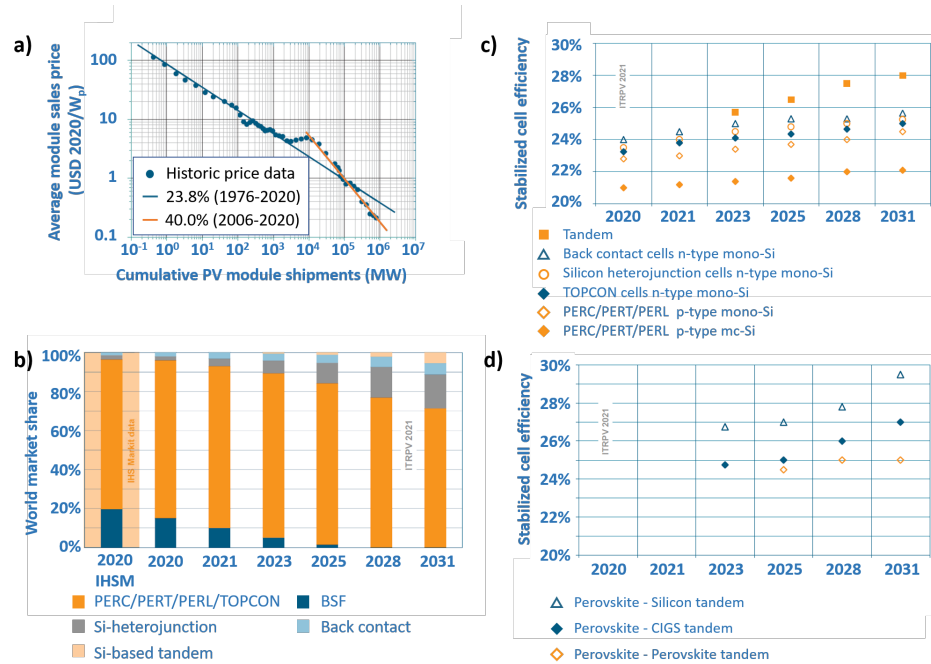 a)
Average module sales price
(USD 2020/Wp)
100
10
1
0.1
Historic price data
23.8% (1976-2020)
40.0% (2006-2020)
10-1 100 101 102 103 104 105 106 107
Cumulative PV module shipments (MW)
b)
World market share
100%
80%
60%
40%
20%
0%
IHS Markit data
ITRPV 2021
2020 2020 2021 2023 2025 2028 2031
IHSM
PERC/PERT/PERL/TOPCON BSF
Si-heterojunction Back contact
Si-based tandem
c)
Stabilized cell efficiency
30%
28%
26%
24%
22%
20%
ITRPV 2021
2020 2021 2023 2025 2028 2031
Tandem
Back contact cells n-type mono-Si
Silicon heterojunction cells n-type mono-Si
TOPCON cells n-type mono-Si
PERC/PERT/PERL p-type mono-Si
PERC/PERT/PERL p-type mc-Si
d)
Stabilized cell efficiency
30%
28%
26%
24%
22%
20%
ITRPV 2021
2020 2021 2023 2025 2028 2031
Perovskite - Silicon tandem
Perovskite - CIGS tandem
Perovskite - Perovskite tandem